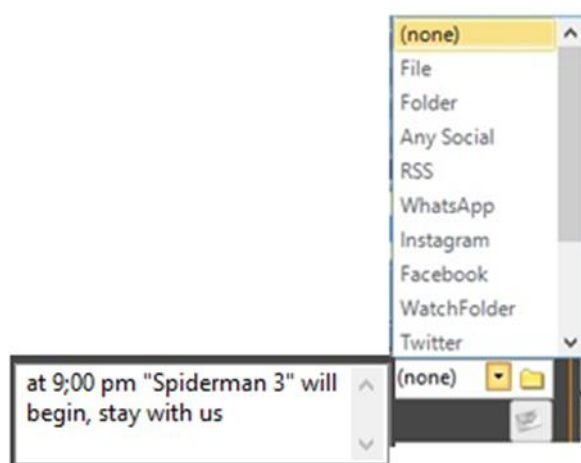 (none)
File
Folder
Any Social
RSS
WhatsApp
Instagram
Facebook
WatchFolder
Twitter
at 9;00 pm "Spiderman 3" will
begin, stay with us
(none)